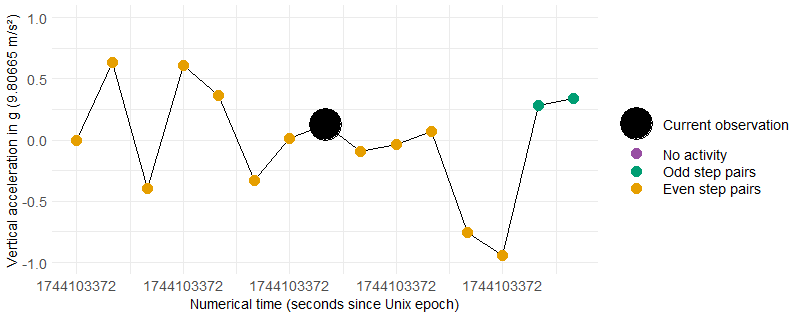 Vertical acceleration in g (9.80665 m/s²)
1.0
0.5
0.0
-0.5
-1.0
1744103372 1744103372 1744103372 1744103372 1744103372
Numerical time (seconds since Unix epoch)
Current observation
No activity
Odd step pairs
Even step pairs